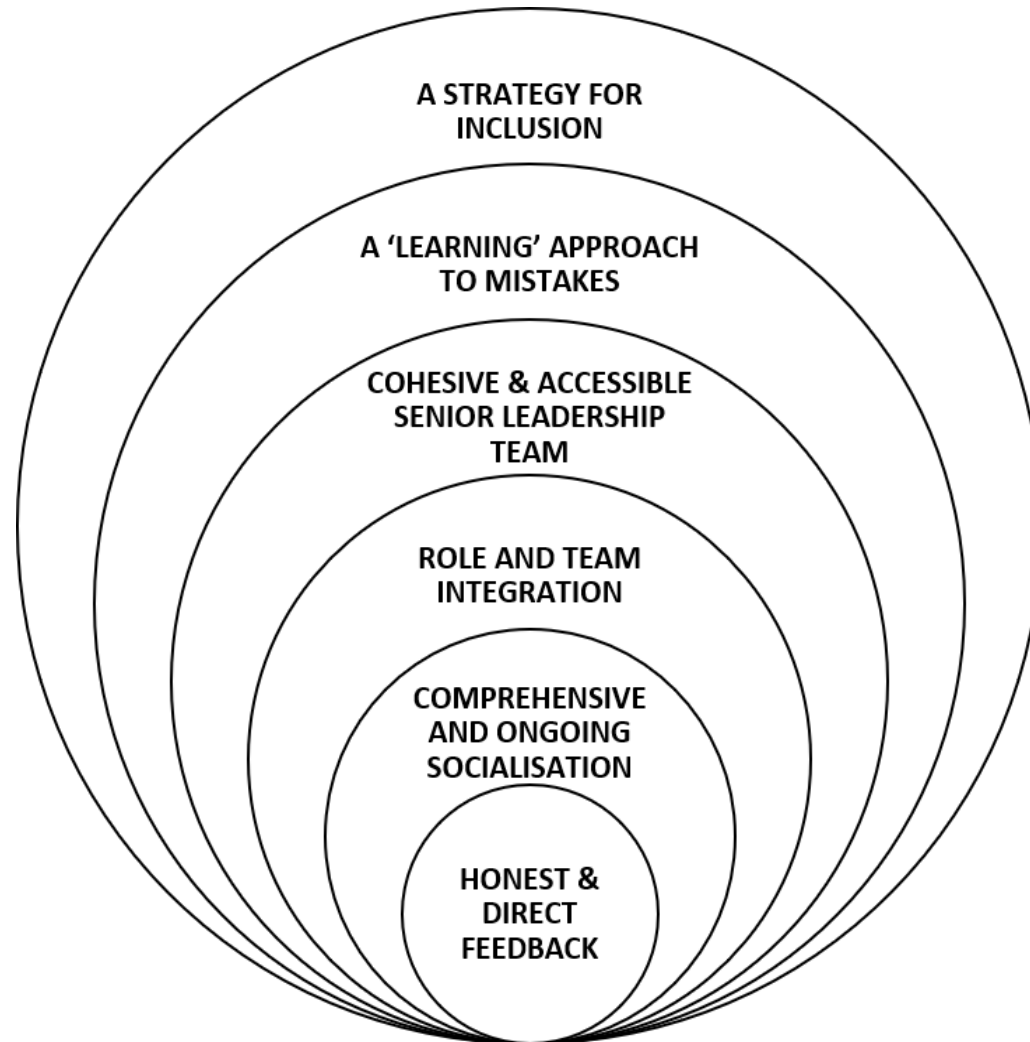 A STRATEGY FOR
INCLUSION
A ‘LEARNING’ APPROACH
TO MISTAKES
COHESIVE & ACCESSIBLE
SENIOR LEADERSHIP
TEAM
ROLE AND TEAM
INTEGRATION
COMPREHENSIVE
AND ONGOING
SOCIALISATION
HONEST &
DIRECT
FEEDBACK